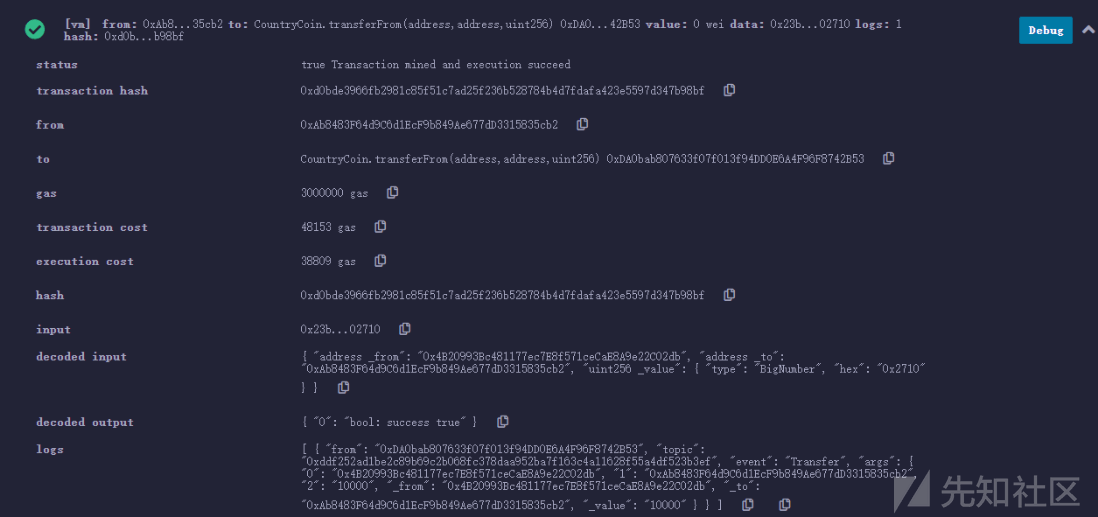 [vm] from: 0xAb8...35cb2 to: CountryCoin.transferFrom(address,address,uint256) 0xDA0...42B53 value: 0 wei data: 0x23b...02710 logs: 1
hash: 0xd0b...b98bf
Debug
status true Transaction mined and execution succeed
transaction hash 0xd0bde3966fb2981c85f51c7ad25f236b528784b4d7fdafa423e5597d347b98bf
from 0xAb8483F64d9C6d1EcF9b849Ae677dD3315835cb2
to CountryCoin.transferFrom(address,address,uint256) 0xDA0bab807633f07f013f94DD0E6A4F96F8742B53
gas 3000000 gas
transaction cost 48153 gas
execution cost 38809 gas
hash 0xd0bde3966fb2981c85f51c7ad25f236b528784b4d7fdafa423e5597d347b98bf
input 0x23b...02710
decoded input { "address _from": "0x4B20993Bc481177ec7E8f571ceCaE8A9e22C02db", "address _to":
"0xAb8483F64d9C6d1EcF9b849Ae677dD3315835cb2", "uint256 _value": { "type": "BigNumber", "hex": "0x2710"
} }
decoded output { "0": "bool: success true" }
logs [ { "from": "0xDA0bab807633f07f013f94DD0E6A4F96F8742B53", "topic":
"0xddf252ad1be2c89b69c2b068fc378daa952ba7f163c4a11628f55a4df523b3ef", "event": "Transfer", "args": {
"0": "0x4B20993Bc481177ec7E8f571ceCaE8A9e22C02db", "1": "0xAb8483F64d9C6d1EcF9b849Ae677dD3315835cb2",
"2": "10000", "_from": "0x4B20993Bc481177ec7E8f571ceCaE8A9e22C02db", "_to":
"0xAb8483F64d9C6d1EcF9b849Ae677dD3315835cb2", "_value": "10000" } } ]
先知社区